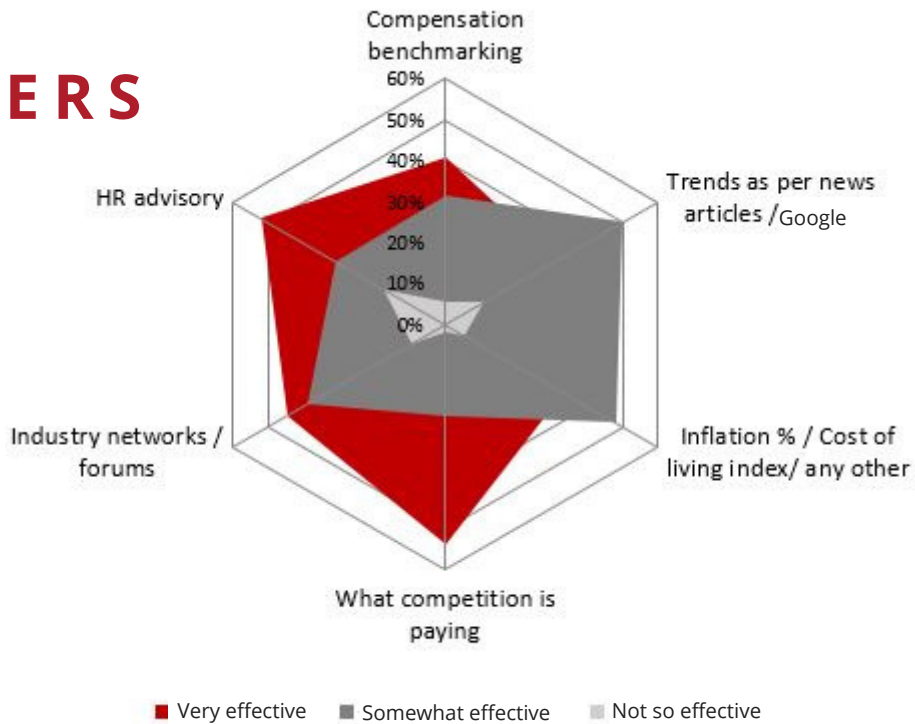 Compensation
benchmarking
ERS
60%
50%
40%
30%
20%
10%
0%
HR advisory
Trends as per news
articles /Google
Industry networks /
forums
Inflation % / Cost of
living index/ any other
What competition is
paying
Very effective
Somewhat effective
Not so effective